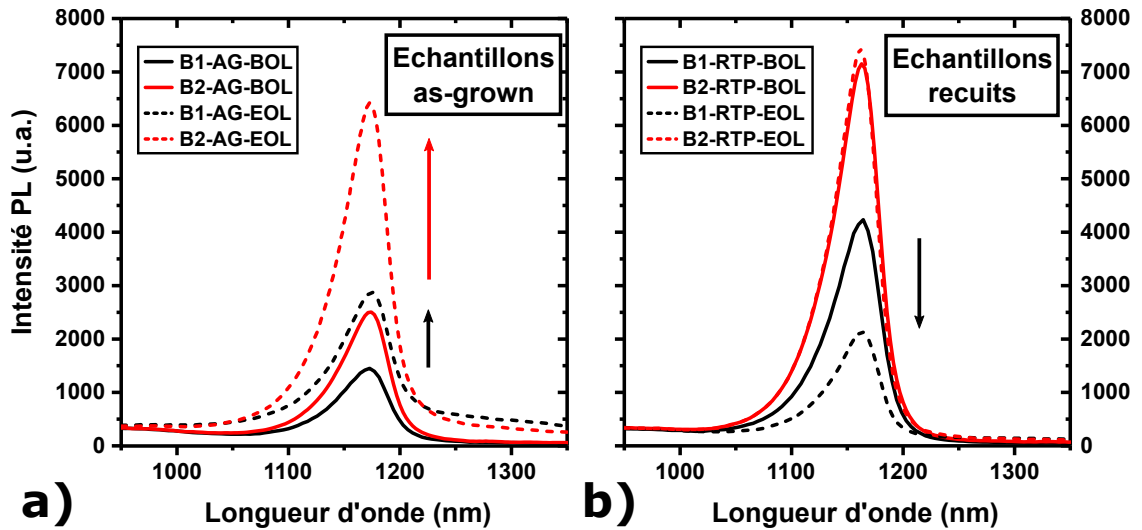 8000
7000
6000
5000
4000
3000
2000
1000
0
Intensité PL (u.a.)
B1-AG-BOL
B2-AG-BOL
B1-AG-EOL
B2-AG-EOL
Echantillons
as-grown
1000
1100
1200
1300
Longueur d'onde (nm)
a)
B1-RTP-BOL
B2-RTP-BOL
B1-RTP-EOL
B2-RTP-EOL
Echantillons
recuits
8000
7000
6000
5000
4000
3000
2000
1000
0
1000
1100
1200
1300
Longueur d'onde (nm)
b)